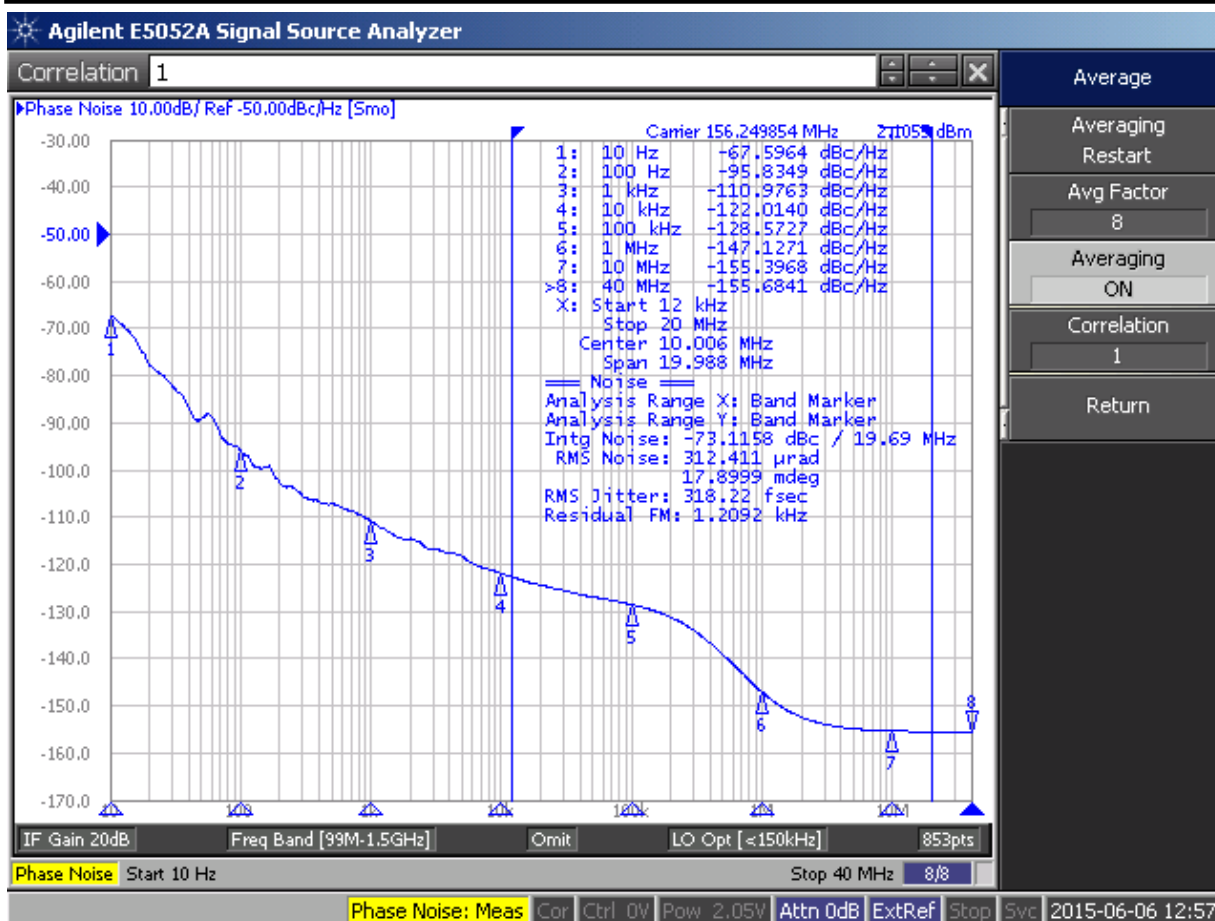 Agilent E5052A Signal Source Analyzer
Correlation 1
Phase Noise 10.00dB/ Ref -50.00dBc/Hz [Smo]
Carrier 156.249854 MHz dBm
-30.00
-40.00
-50.00
-60.00
-70.00
-80.00
-90.00
-100.0
-110.0
-120.0
-130.0
-140.0
-150.0
-160.0
-170.0
1: 10 Hz -67.5964 dBc/Hz
2: 100 Hz -95.8349 dBc/Hz
3: 1 kHz -110.9763 dBc/Hz
4: 10 kHz -122.0140 dBc/Hz
5: 100 kHz -128.5727 dBc/Hz
6: 1 MHz -147.1271 dBc/Hz
7: 10 MHz -155.3968 dBc/Hz
>8: 40 MHz -155.6841 dBc/Hz
X: Start 12 kHz
Stop 20 MHz
Center 10.006 MHz
Span 19.988 MHz
=== Noise ===
Analysis Range X: Band Marker
Analysis Range Y: Band Marker
Intg Noise: -73.1158 dBc / 19.69 MHz
RMS Noise: 312.411 µrad
17.8999 mdeg
RMS Jitter: 318.22 fsec
Residual FM: 1.2092 kHz
1
2
3
4
5
6
7
8
IF Gain 20dB Freq Band [99M-1.5GHz] Omit LO Opt [<150kHz] 853pts
Phase Noise Start 10 Hz Stop 40 MHz 8/8
Average
Averaging
Restart
Avg Factor
8
Averaging
ON
Correlation
1
Return
Phase Noise: Meas Cor Ctrl 0V Pow 2.05V Attn 0dB ExtRef Stop Svc 2015-06-06 12:57